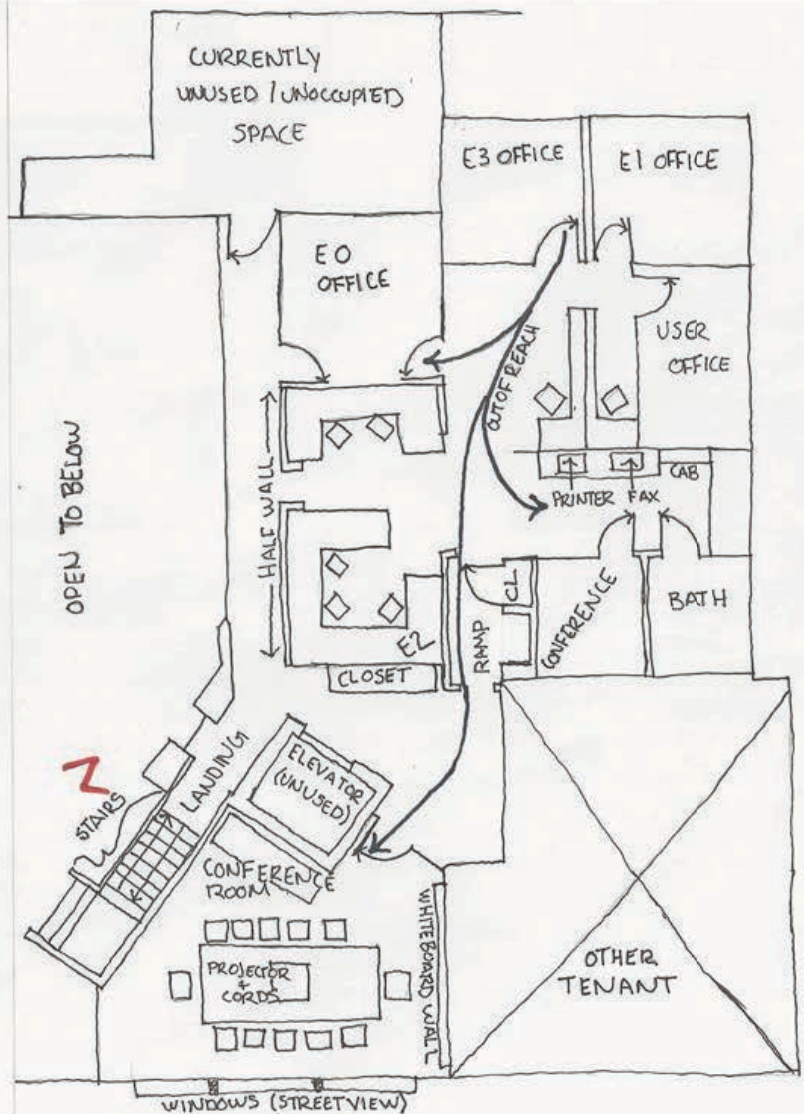 CURRENTLY
UNUSED / UNOCCUPIED
SPACE
E3 OFFICE
E1 OFFICE
E0
OFFICE
USER
OFFICE
OUT OF REACH
OPEN TO BELOW
HALF WALL
CAB
PRINTER FAX
CL
CONFERENCE
BATH
RAMP
E2
CLOSET
LANDING
ELEVATOR
(UNUSED)
STAIRS
CONFERENCE
ROOM
PROJECTOR
+
CORDS
WHITEBOARD WALL
OTHER
TENANT
WINDOWS (STREETVIEW)